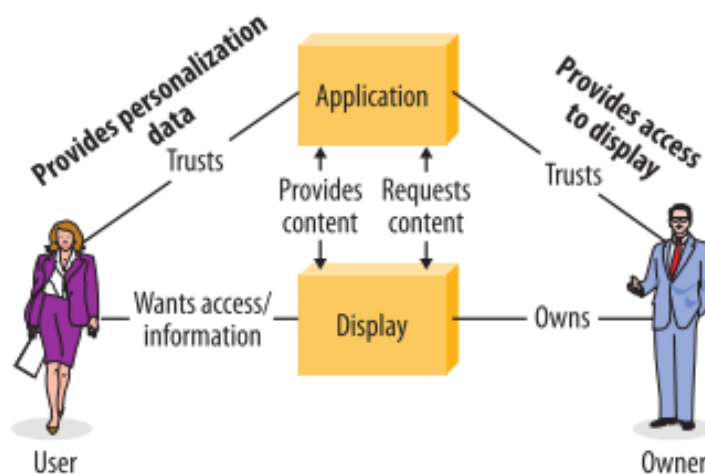 Provides personalization
data
Provides access
to display
Application
Trusts
Trusts
Provides
content
Requests
content
Wants access/
information
Display
Owns
User
Owner